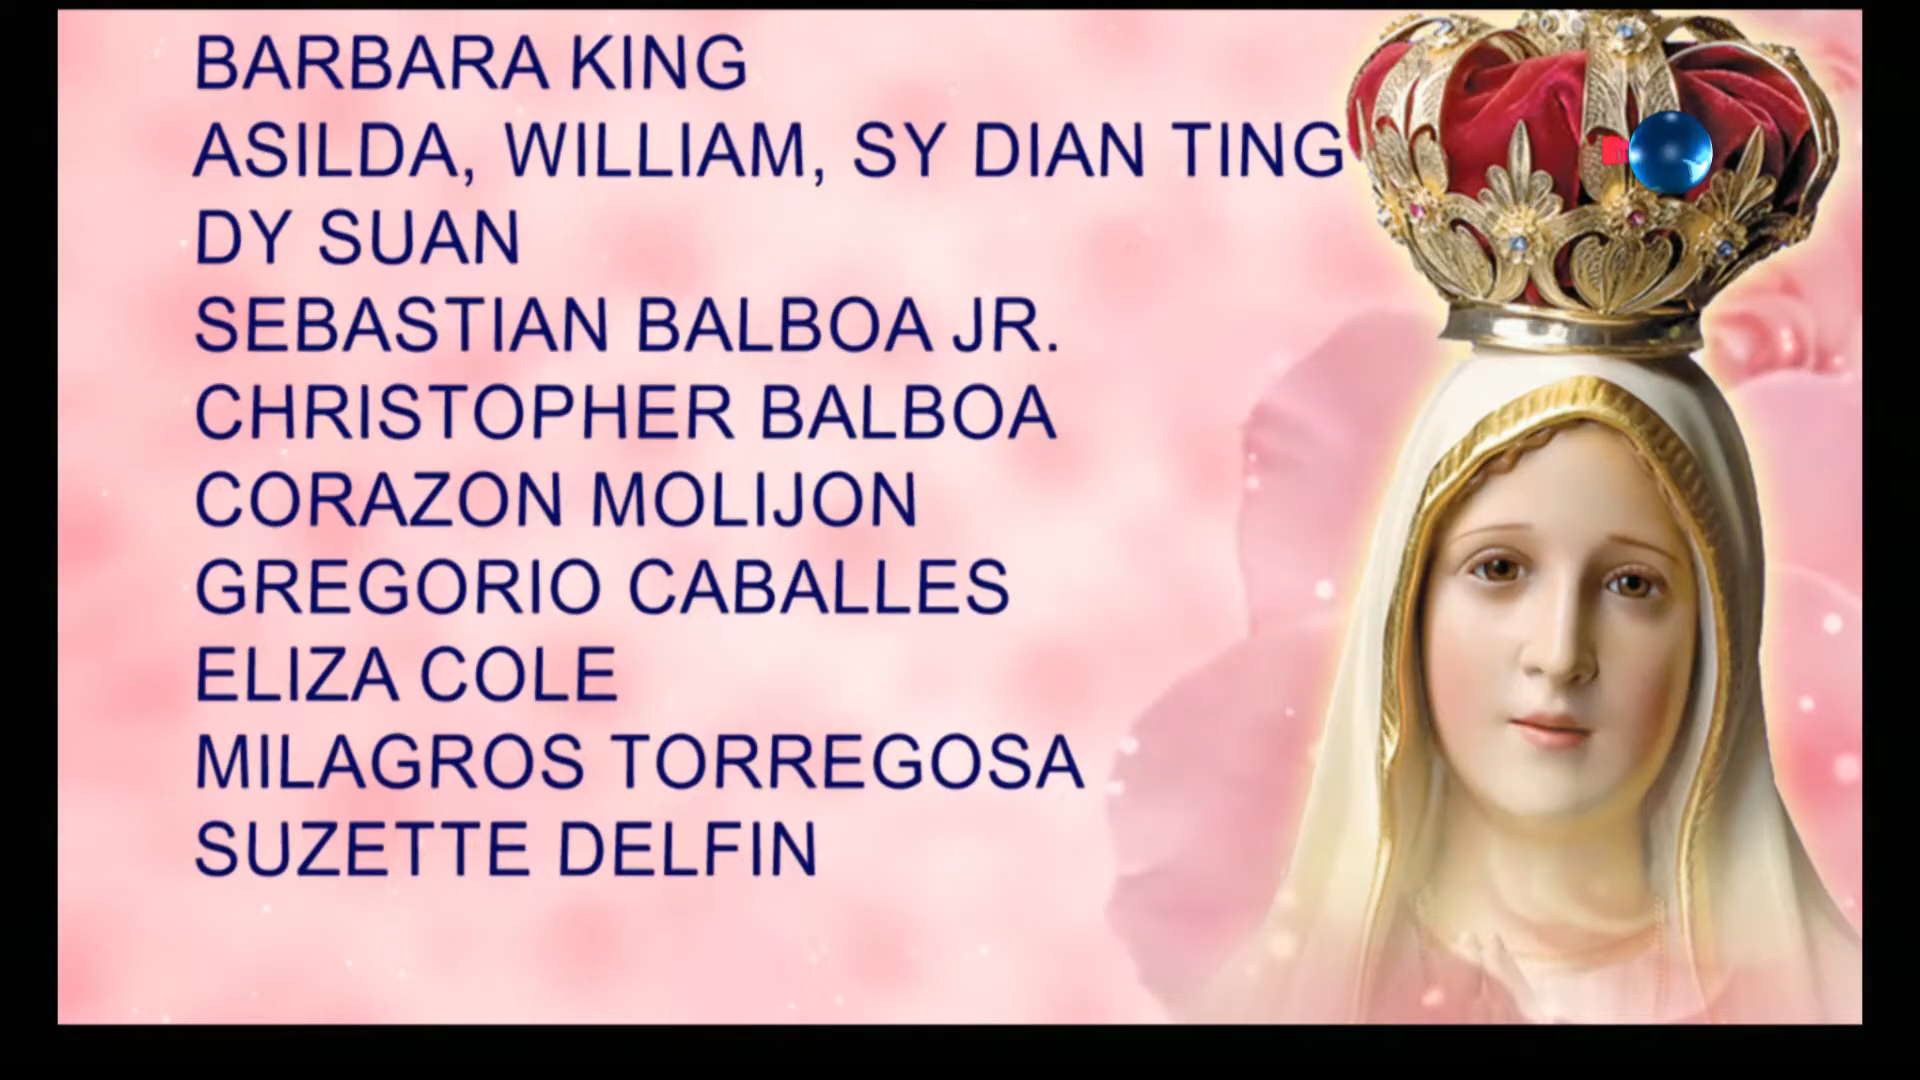 BARBARA KING
ASILDA, WILLIAM, SY DIAN TING
DY SUAN
SEBASTIAN BALBOA JR.
CHRISTOPHER BALBOA
CORAZON MOLIJON
GREGORIO CABALLES
ELIZA COLE
MILAGROS TORREGOSA
SUZETTE DELFIN